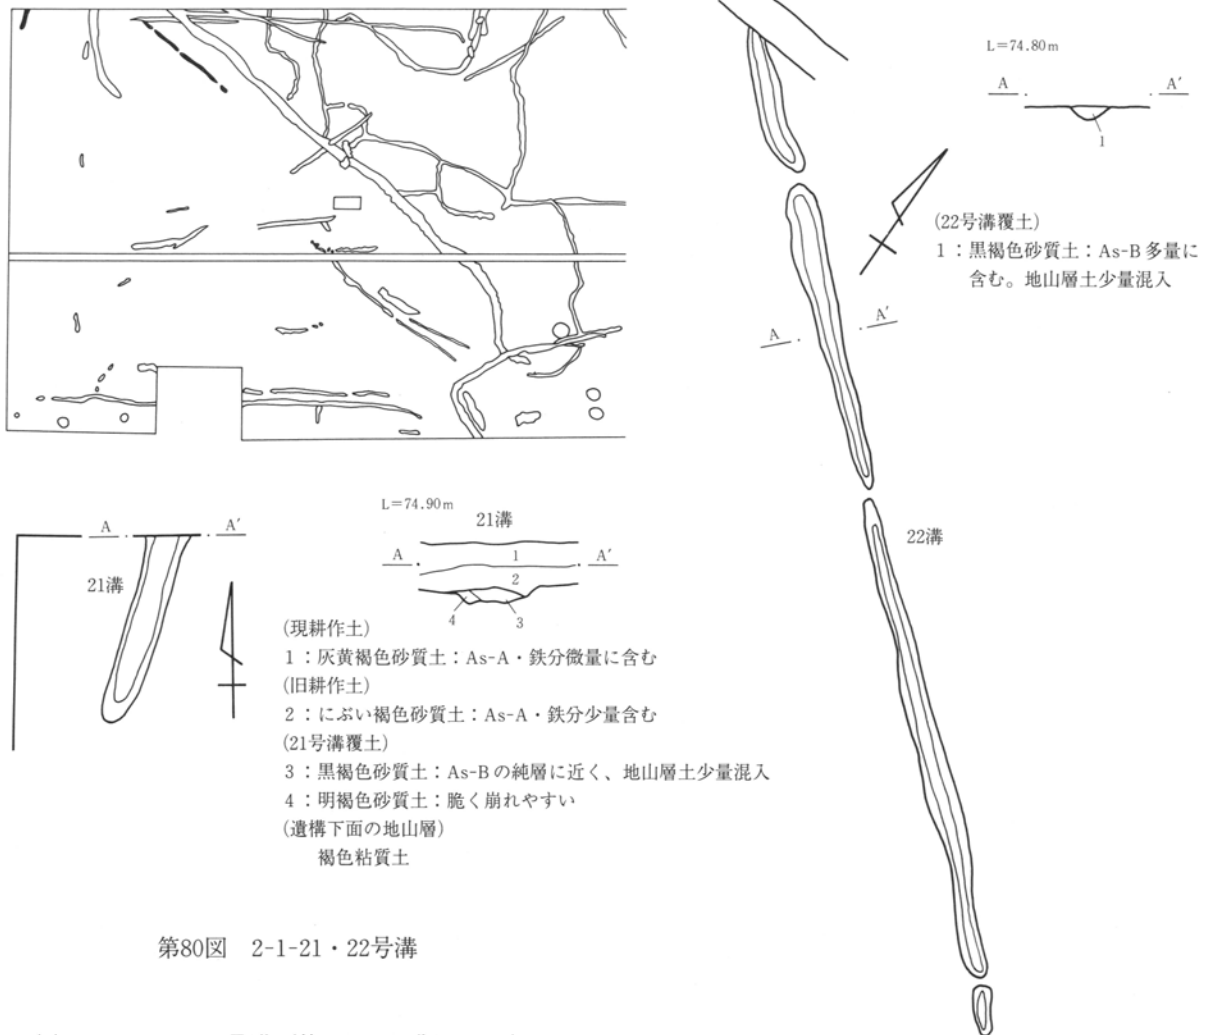 L=74.80m
A A′
1
(22号溝覆土)
1：黒褐色砂質土：As-B多量に
含む。地山層土少量混入
A A′
22溝
A A′
21溝
L=74.90m
21溝
A 1 A′
2
4 3
(現耕作土)
1：灰黄褐色砂質土：As-A・鉄分微量に含む
(旧耕作土)
2：にぶい褐色砂質土：As-A・鉄分少量含む
(21号溝覆土)
3：黒褐色砂質土：As-Bの純層に近く、地山層土少量混入
4：明褐色砂質土：脆く崩れやすい
(遺構下面の地山層)
褐色粘質土
第80図 2-1-21・22号溝